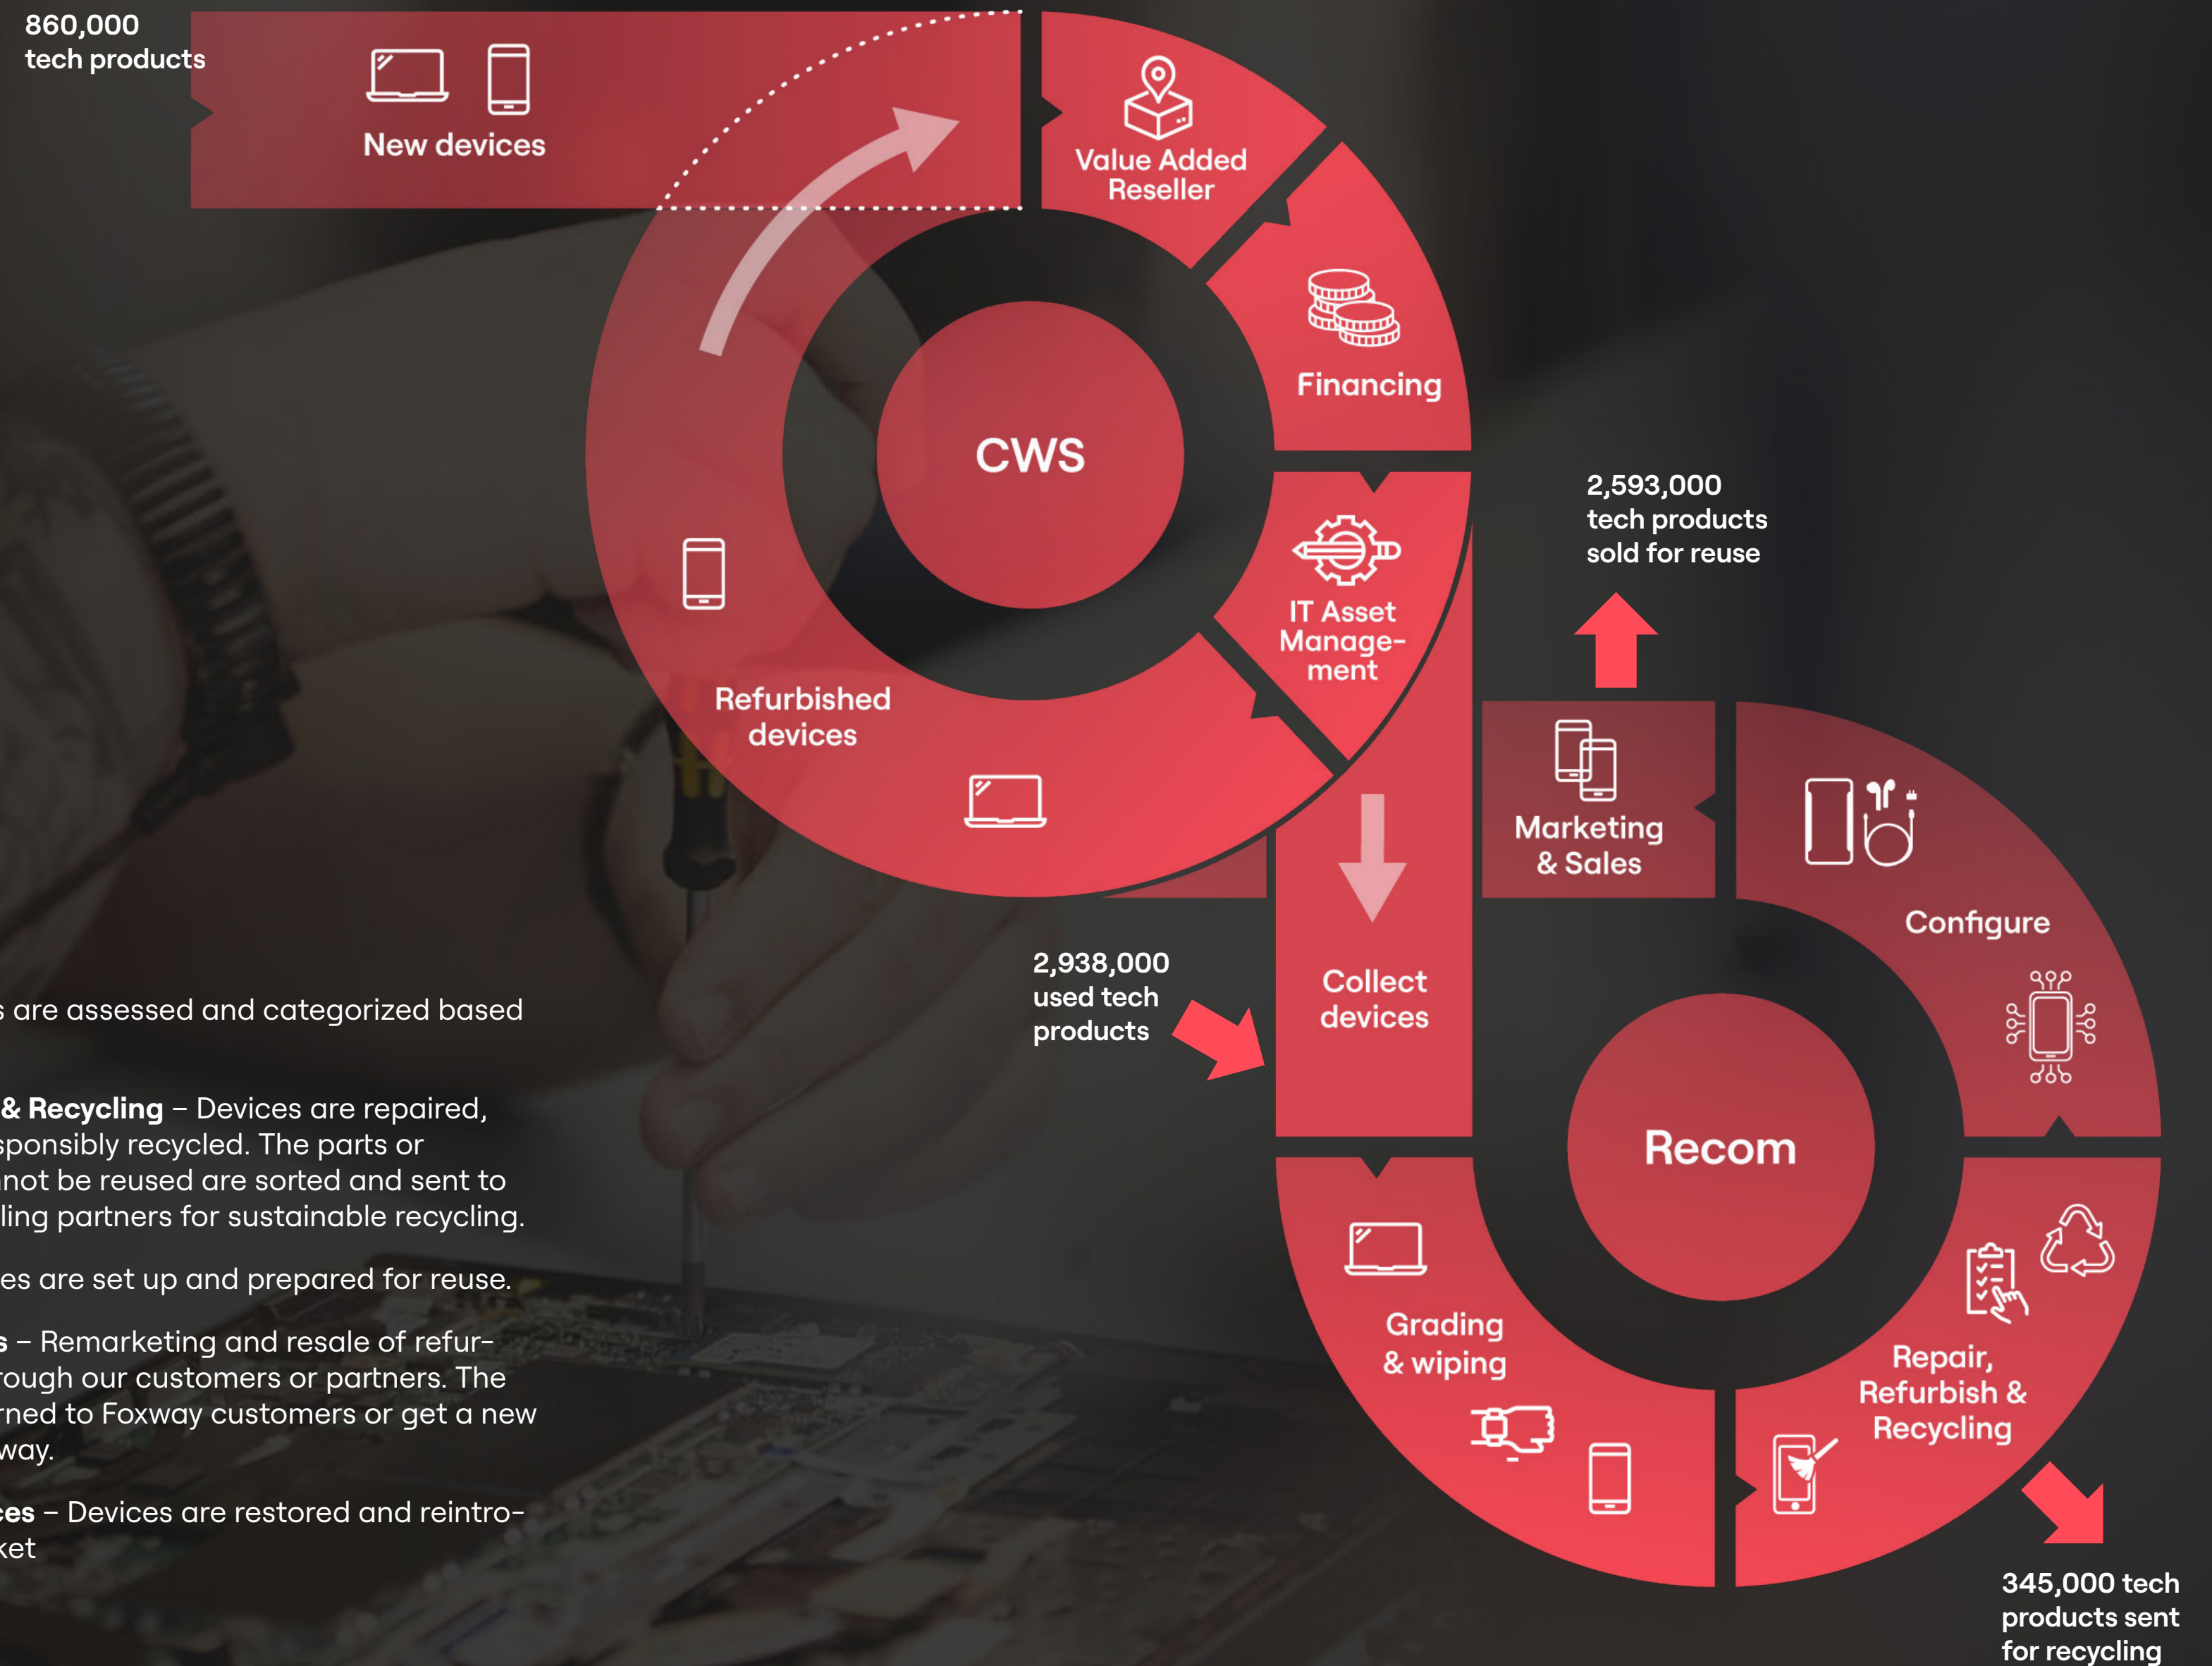 860,000
tech products
New devices
Value Added
Reseller
Financing
CWS
IT Asset
Manage-
ment
Refurbished
devices
2,593,000
tech products
sold for reuse
Marketing
& Sales
Configure
2,938,000
used tech
products
Collect
devices
Recom
Grading
& wiping
Repair,
Refurbish &
Recycling
345,000 tech
products sent
for recycling
s are assessed and categorized based
& Recycling – Devices are repaired,
sponsibly recycled. The parts or
nnot be reused are sorted and sent to
ling partners for sustainable recycling.
es are set up and prepared for reuse.
s – Remarketing and resale of refur-
rough our customers or partners. The
rned to Foxway customers or get a new
way.
ces – Devices are restored and reintro-
ket